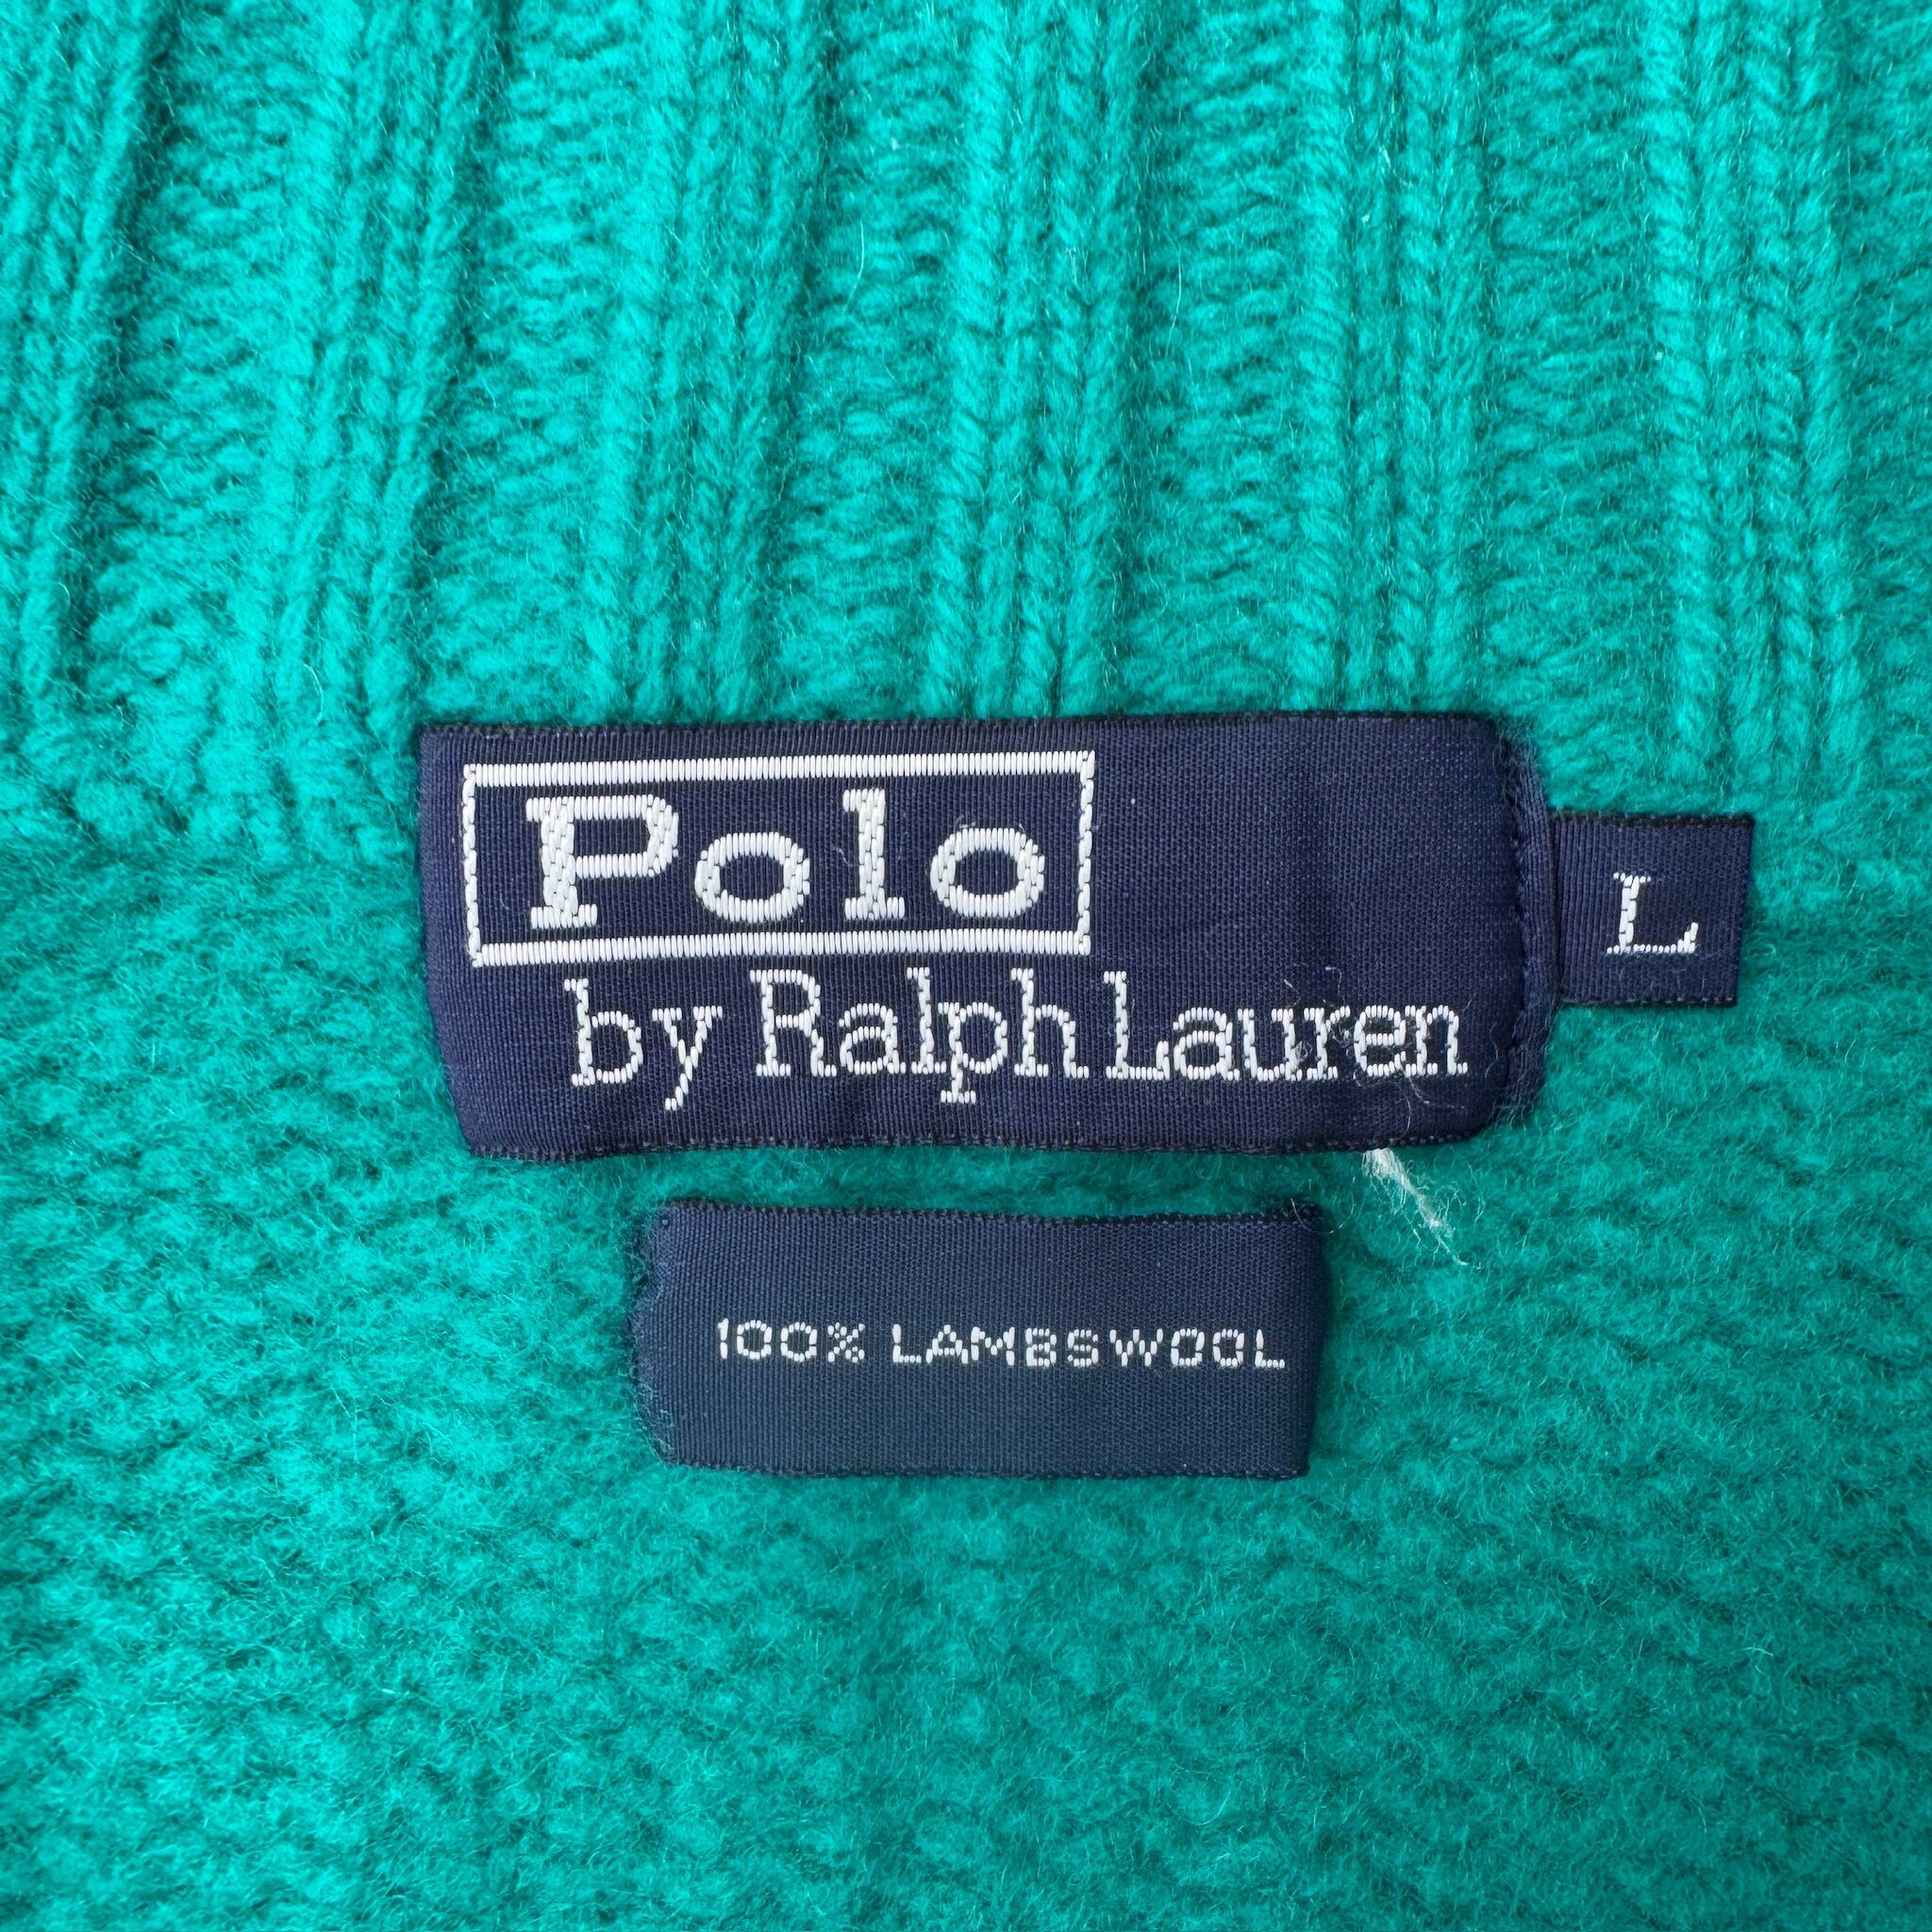 Polo
by Ralph Lauren
L
100% LAMBSWOOL